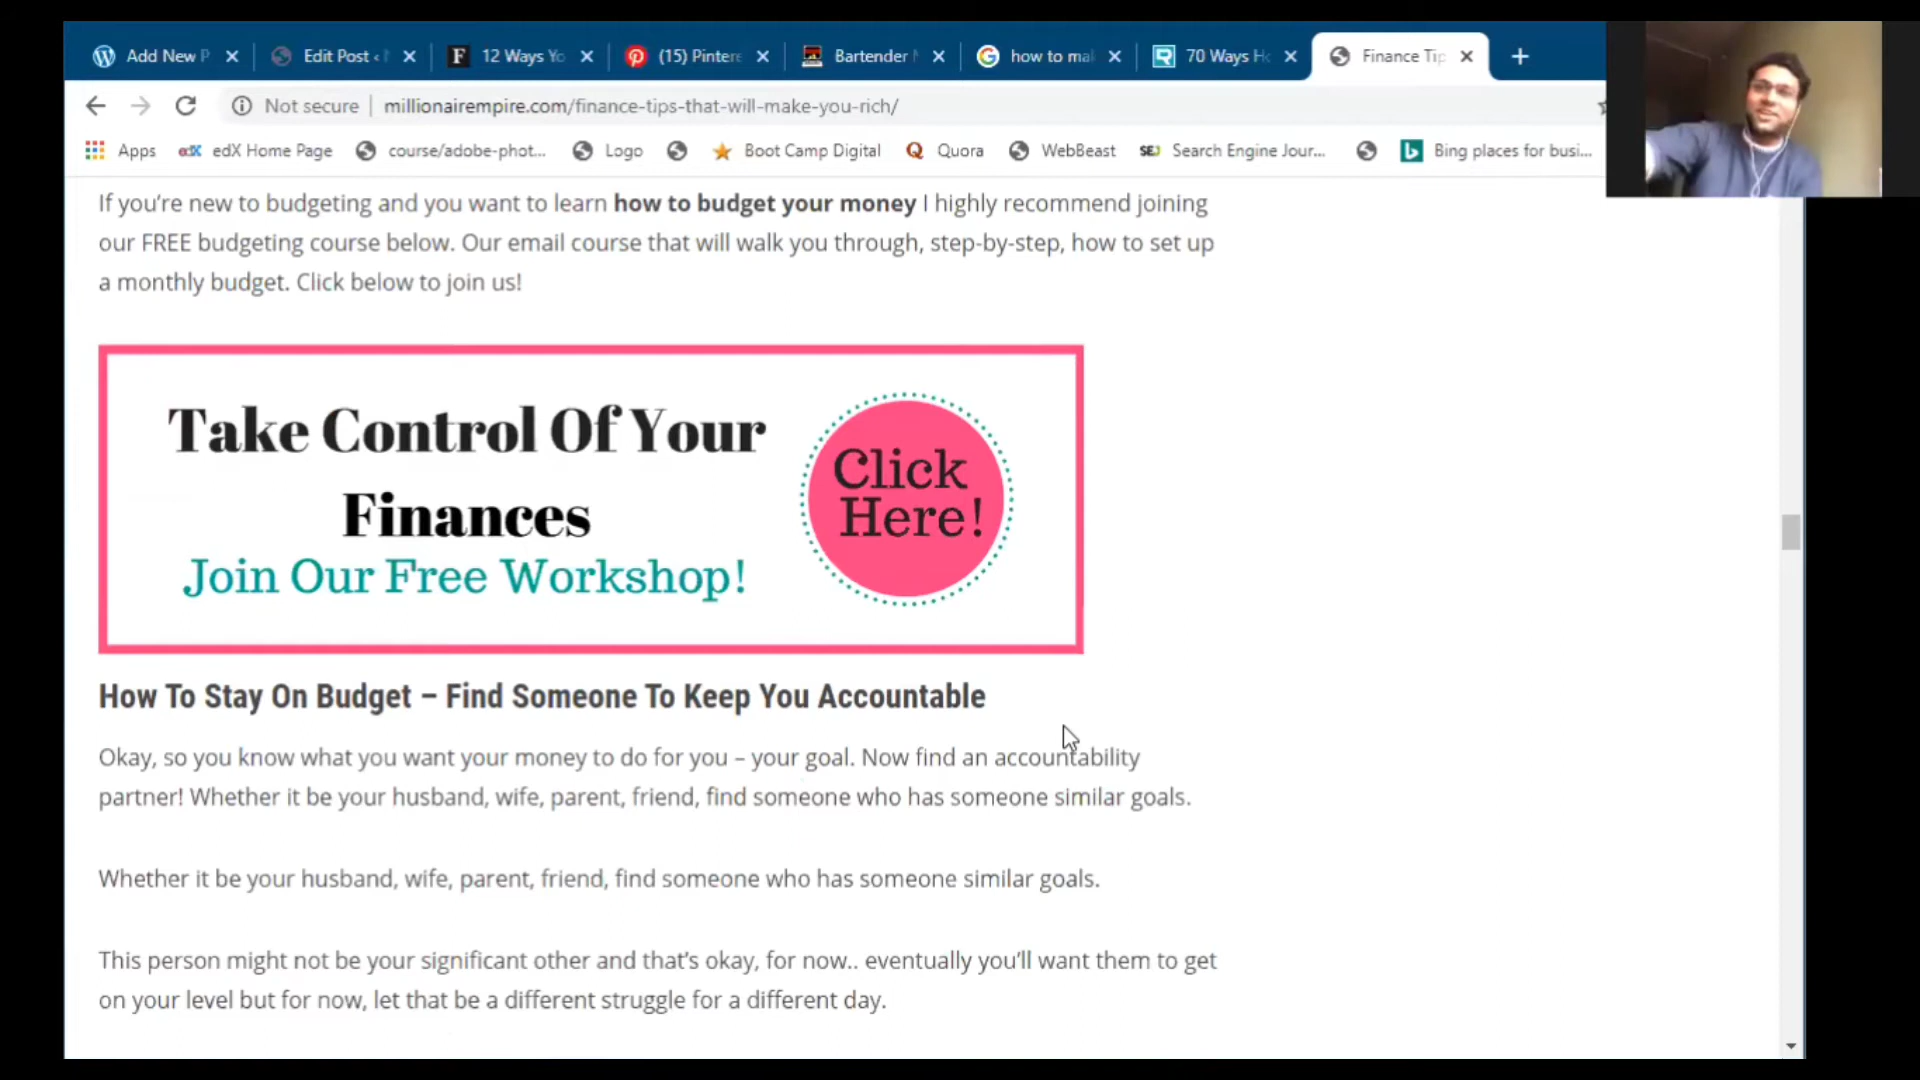 Add New P
Edit Post ‹
12 Ways Yo
(15) Pintere
Bartender
how to mal
70 Ways Ho
Finance Tip
Not secure | millionairempire.com/finance-tips-that-will-make-you-rich/
Apps
edX edX Home Page
course/adobe-phot...
Logo
Boot Camp Digital
Quora
WebBeast
SEJ Search Engine Jour...
Bing places for busi...
If you’re new to budgeting and you want to learn how to budget your money I highly recommend joining
our FREE budgeting course below. Our email course that will walk you through, step-by-step, how to set up
a monthly budget. Click below to join us!
Take Control Of Your
Finances
Join Our Free Workshop!
Click
Here!
How To Stay On Budget – Find Someone To Keep You Accountable
Okay, so you know what you want your money to do for you – your goal. Now find an accountability
partner! Whether it be your husband, wife, parent, friend, find someone who has someone similar goals.
Whether it be your husband, wife, parent, friend, find someone who has someone similar goals.
This person might not be your significant other and that’s okay, for now.. eventually you’ll want them to get
on your level but for now, let that be a different struggle for a different day.